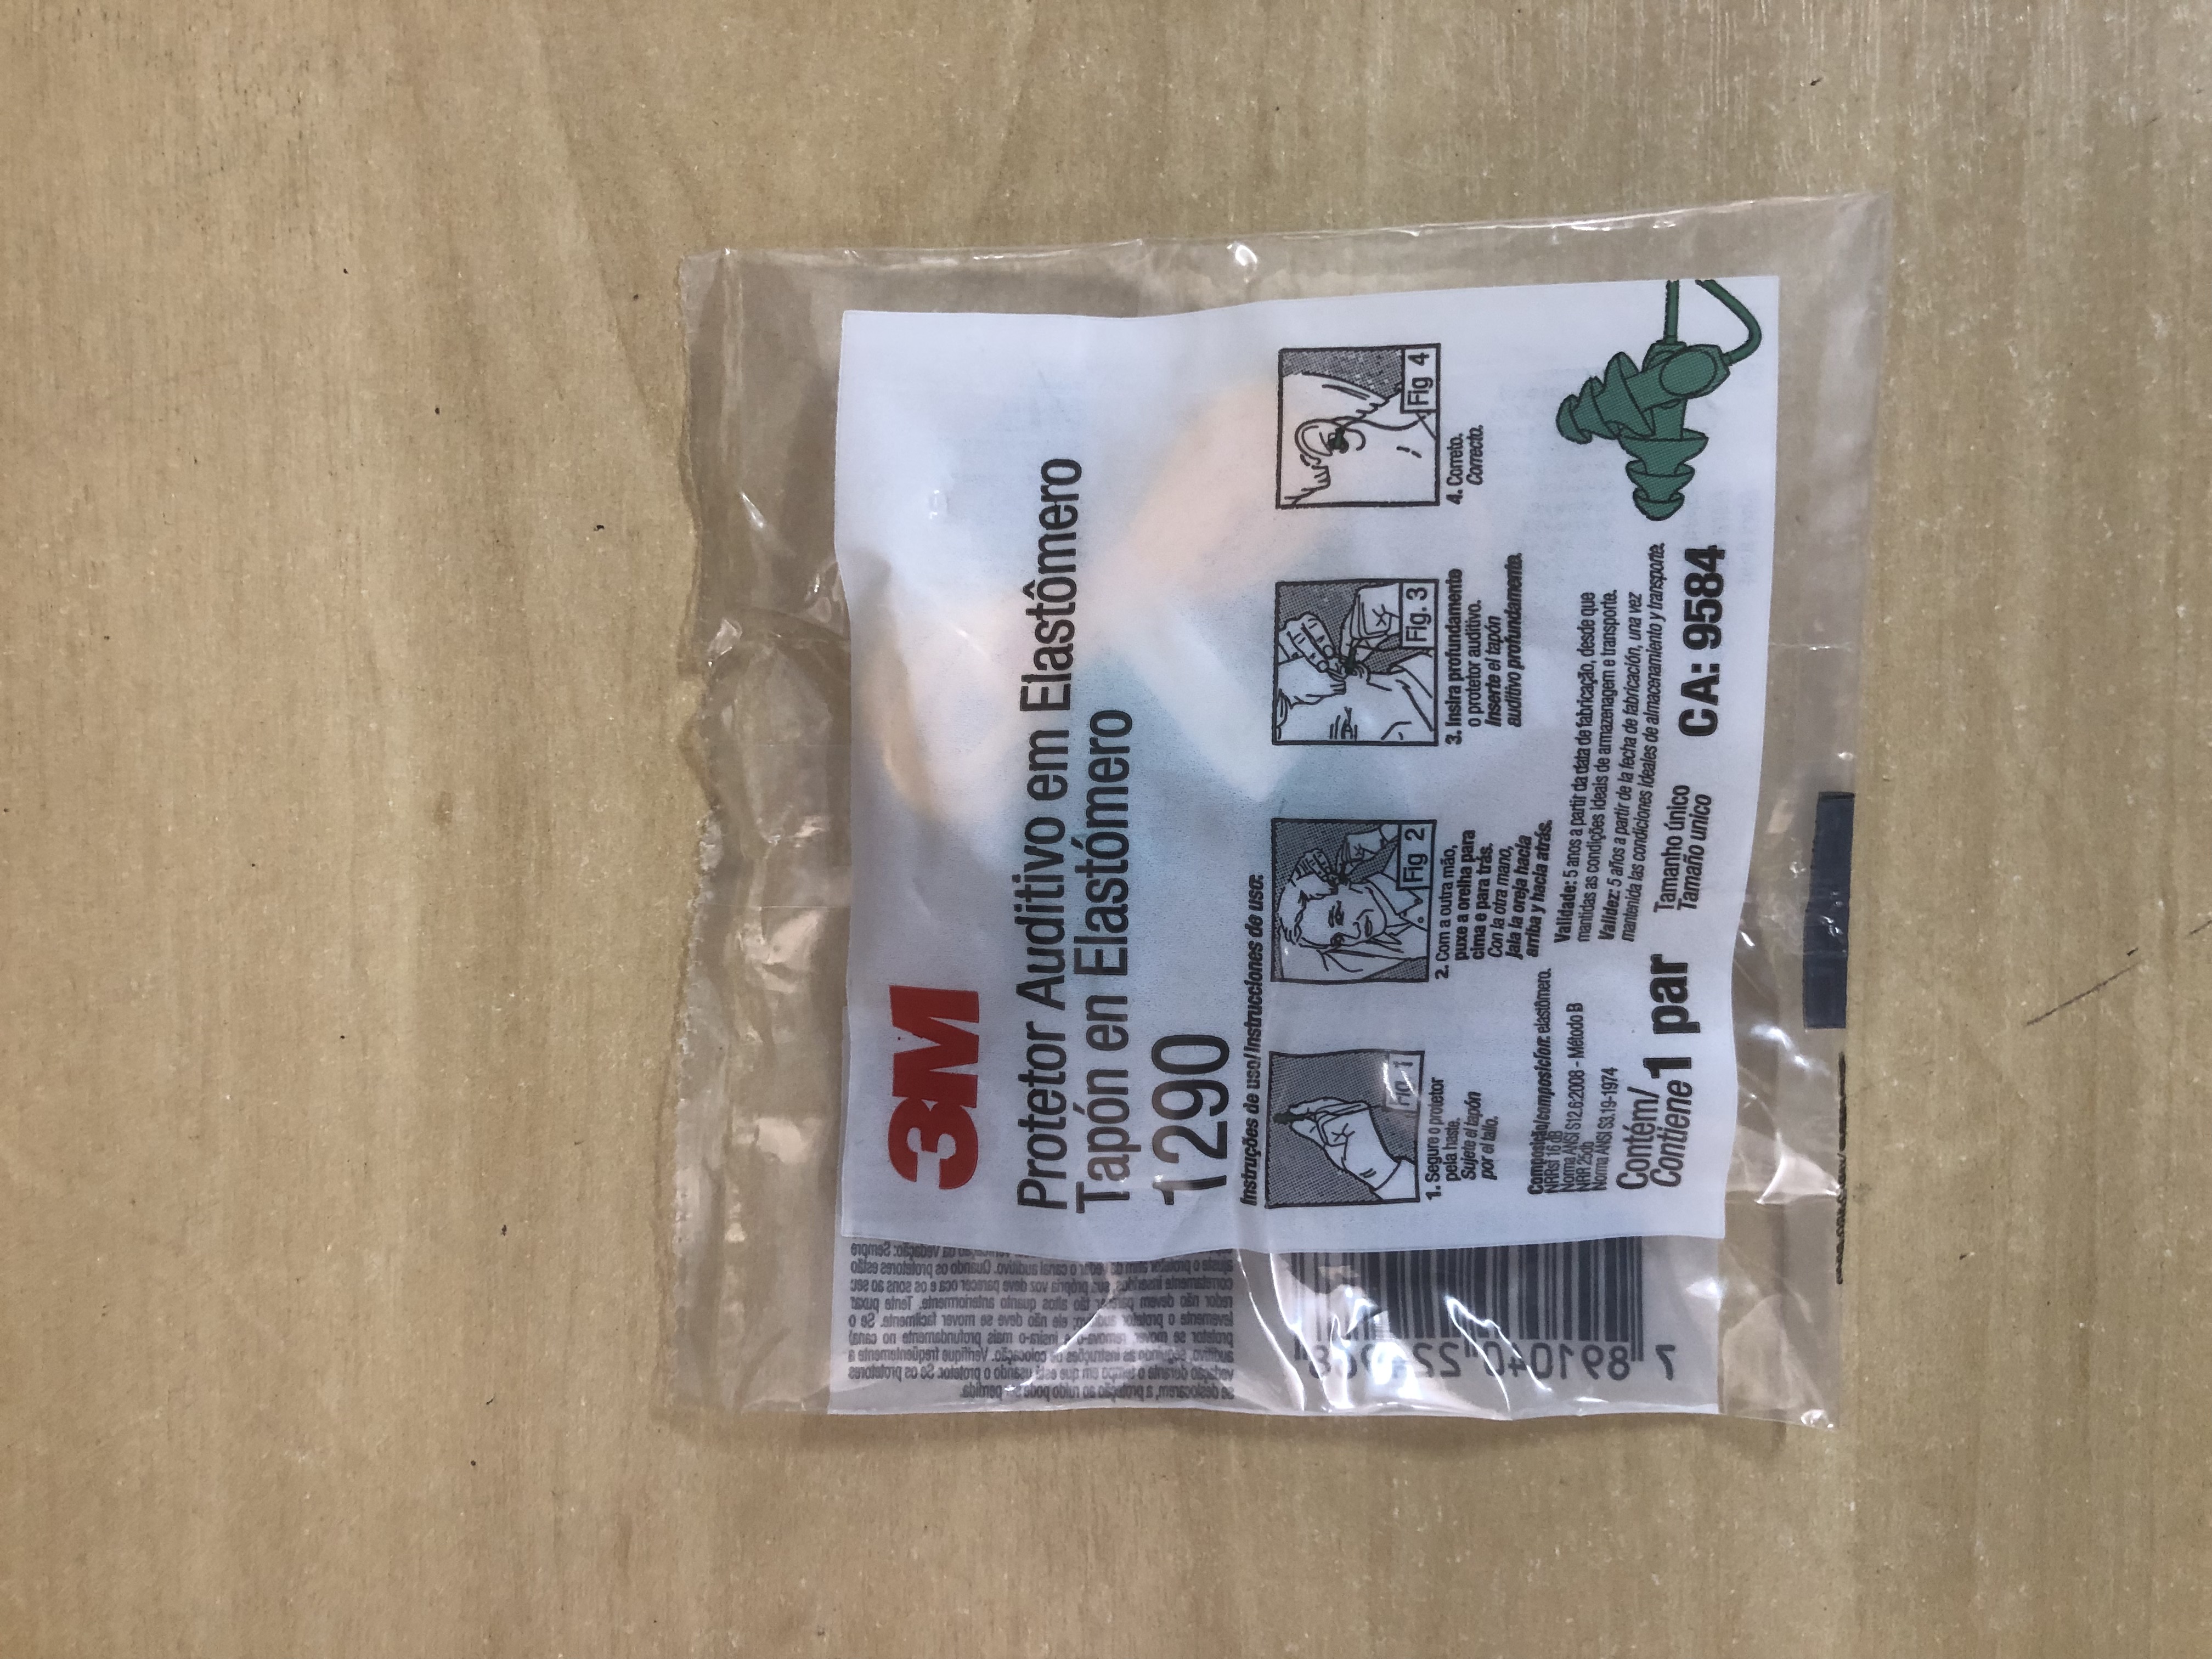 3M
Protetor Auditivo em Elastômero
Tapón en Elastómero
1290
Instruções de uso/Instrucciones de uso:
Fig. 1
Fig 2
Fig. 3
Fig 4
1. Segure o protetor
pela haste.
Sujete el tapón
por el tallo.
2. Com a outra mão,
puxe a orelha para
cima e para trás.
Con la otra mano,
jala la oreja hacia
arriba y hacia atrás.
3. Insira profundamente
o protetor auditivo.
Inserte el tapón
auditivo profundamente.
4. Correto.
Correcto.
Composição/composicíon: elastômero.
NRRsf 16 dB
Norma ANSI S12.6:2008 - Método B
NRR 25db
Norma ANSI S3.19-1974
Validade: 5 anos a partir da data de fabricação, desde que
mantidas as condições ideais de armazenagem e transporte.
Validez: 5 años a partir de la fecha de fabricación, una vez
mantenida las condiciones ideales de almacenamiento y transporte.
Contém/
Contiene 1 par
Tamanho único
Tamaño unico
CA: 9584